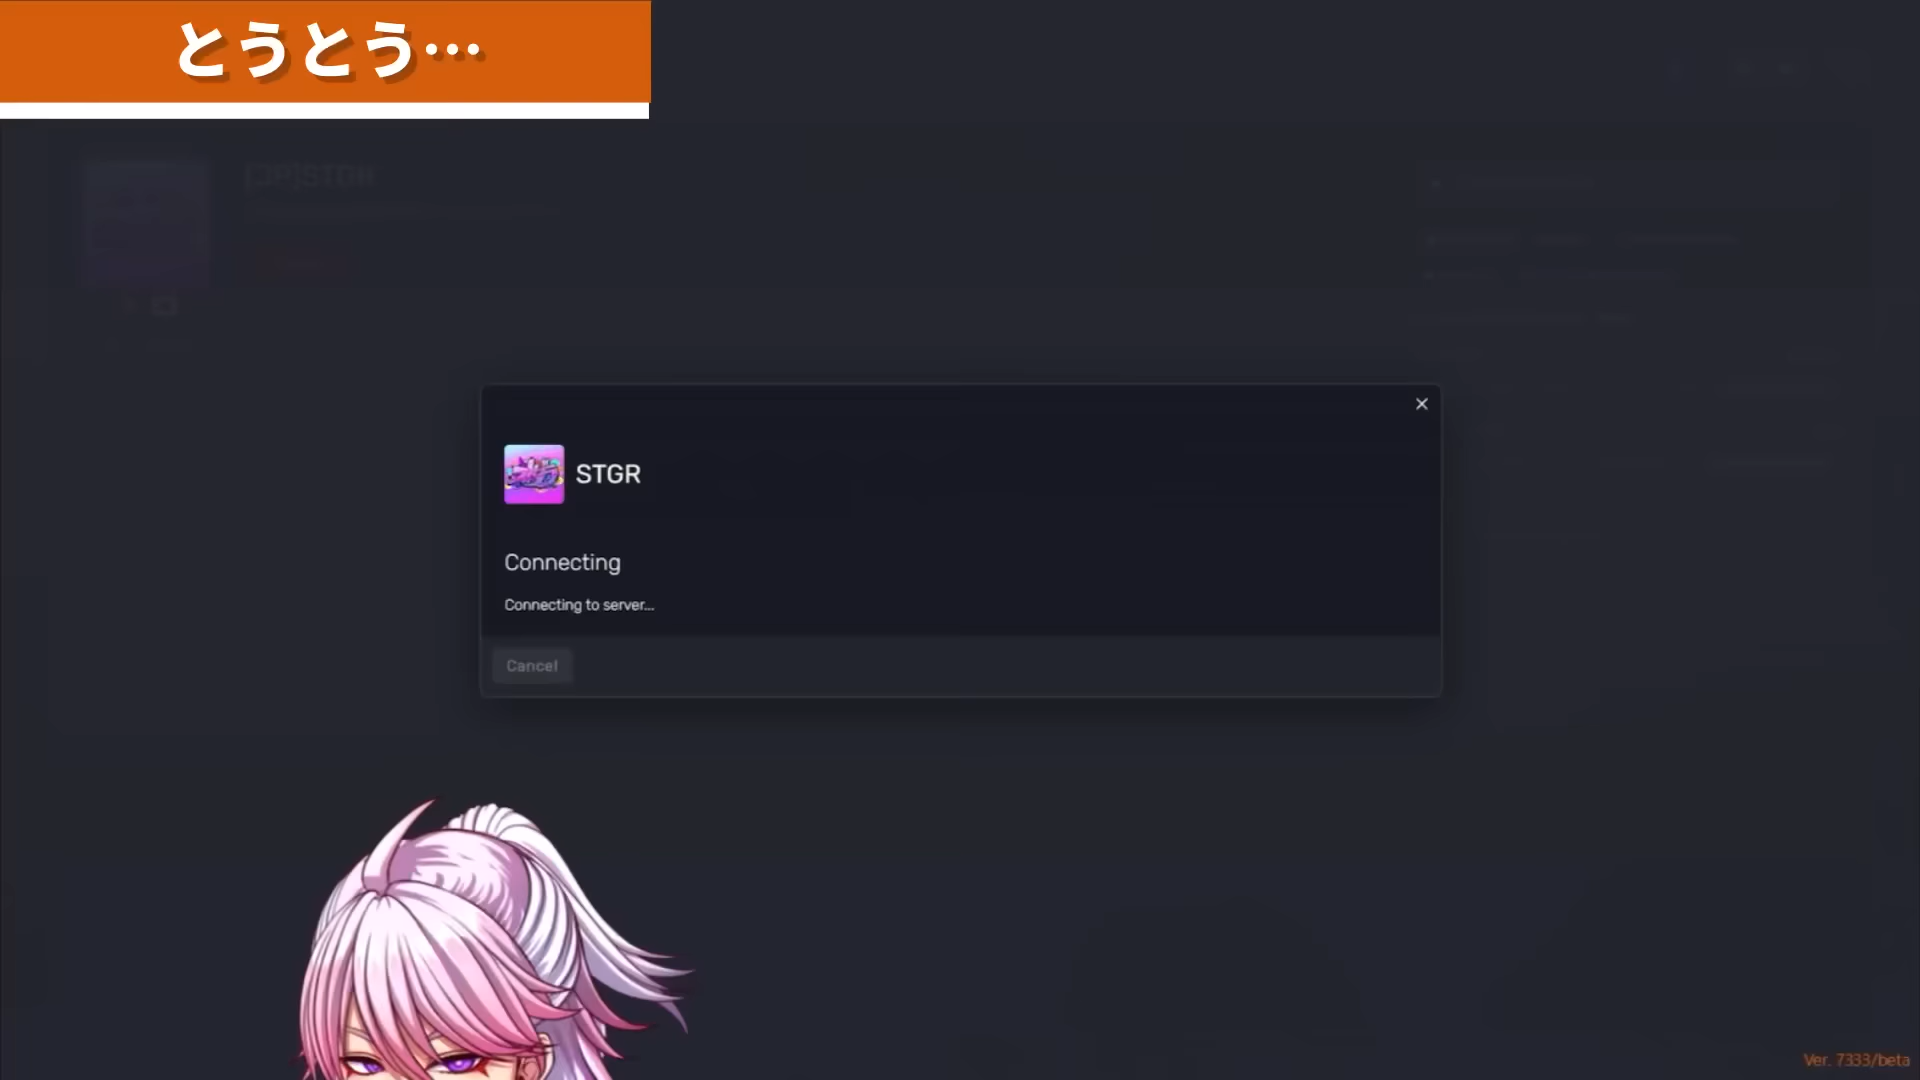 とうとう…
STGR
Connecting
Connecting to server...
Cancel
Ver. 7333/beta